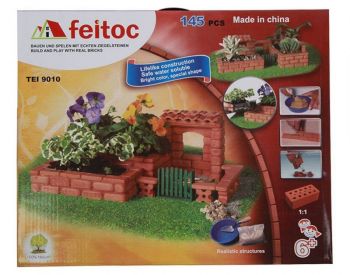 feitoc
145 PCS
Made in china
BAUEN UND SPIELEN MIT ECHTEN ZIEGELSTEINEN
BUILD AND PLAY WITH REAL BRICKS
TEI 9010
Lifelike construction
Safe water soluble
Bright color, special shape
1:1
Realistic structures
6+